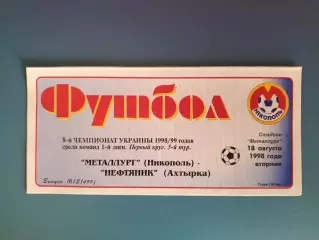 Футбол
М
НИКОПОЛЬ
8-й ЧЕМПИОНАТ УКРАИНЫ 1998/99 годов
среди команд 1-й лиги. Первый круг. 5-й тур.
"МЕТАЛЛУРГ" (Никополь) -
"НЕФТЯНИК" (Ахтырка)
Стадион
"Металлург"
18 августа
1998 года
вторник
Выпуск